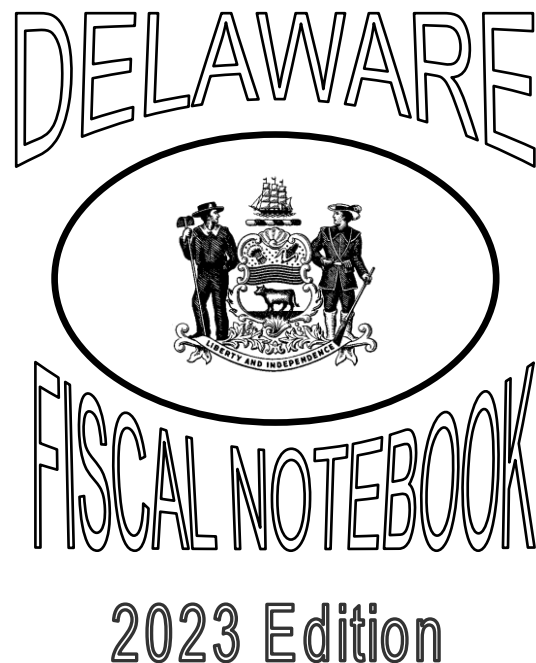 DELAWARE
LIBERTY AND INDEPENDENCE
FISCAL NOTEBOOK
2023 Edition